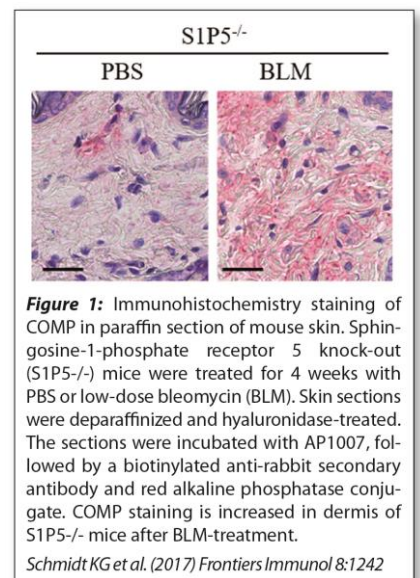 S1P5-/-
PBS BLM
Figure 1: Immunohistochemistry staining of
COMP in paraffin section of mouse skin. Sphin-
gosine-1-phosphate receptor 5 knock-out
(S1P5-/-) mice were treated for 4 weeks with
PBS or low-dose bleomycin (BLM). Skin sections
were deparaffinized and hyaluronidase-treated.
The sections were incubated with AP1007, fol-
lowed by a biotinylated anti-rabbit secondary
antibody and red alkaline phosphatase conju-
gate. COMP staining is increased in dermis of
S1P5-/- mice after BLM-treatment.
Schmidt KG et al. (2017) Frontiers Immunol 8:1242